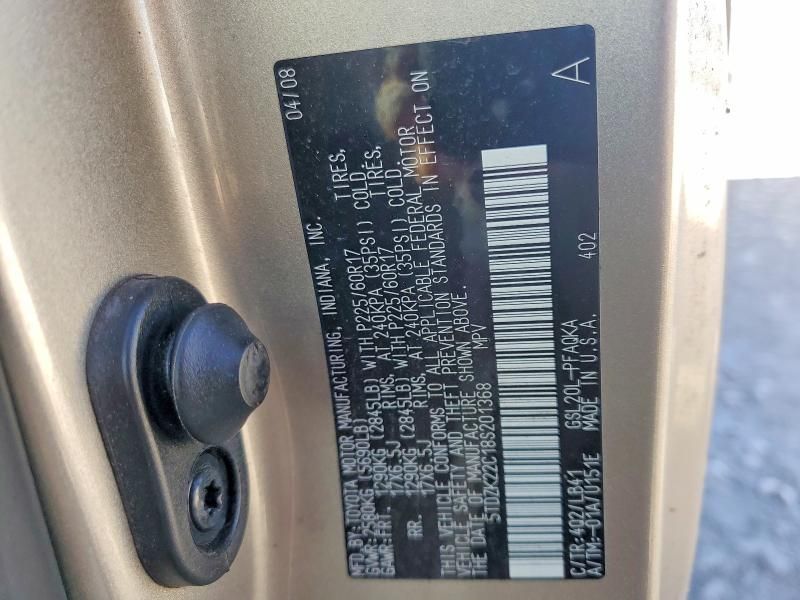 MFD.BY:TOYOTA MOTOR MANUFACTURING, INDIANA, INC. 04/08
GVWR:2580KG(5690LB)
GAWR:FRT. 1290KG (2845LB) WITH P225/60R17 TIRES,
17X6.5J RIMS. AT 240KPA (35PSI) COLD.
RR. 1290KG (2845LB) WITH P225/60R17 TIRES,
17X6.5J RIMS. AT 240KPA (35PSI) COLD.
THIS VEHICLE CONFORMS TO ALL APPLICABLE FEDERAL MOTOR
VEHICLE SAFETY AND THEFT PREVENTION STANDARDS IN EFFECT ON
THE DATE OF MANUFACTURE SHOWN ABOVE.
5TDZK22C18S201368 MPV
C/TR:4Q2/LB41 GSL20L-PFAQKA 402 A
A/TM:-01A/U151E MADE IN U.S.A.